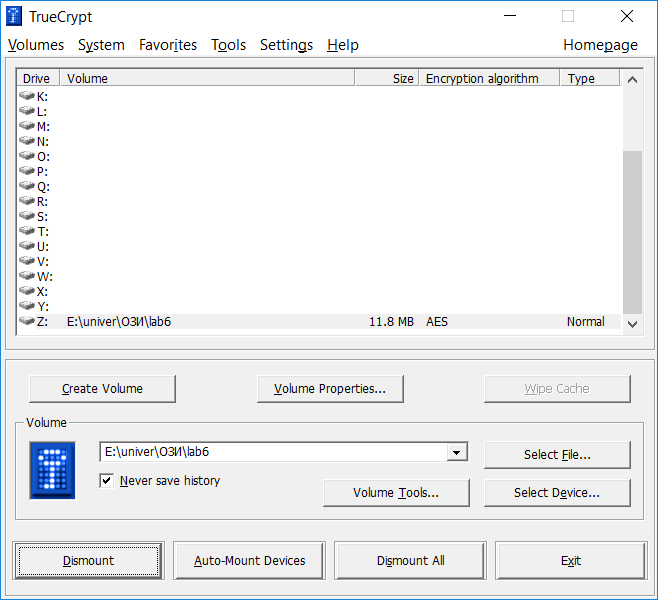 TrueCrypt
Volumes System Favorites Tools Settings Help Homepage
Drive Volume Size Encryption algorithm Type
K:
L:
M:
N:
O:
P:
Q:
R:
S:
T:
U:
V:
W:
X:
Y:
Z: E:\univer\ОЗИ\lab6 11.8 MB AES Normal
Create Volume Volume Properties... Wipe Cache
Volume
E:\univer\ОЗИ\lab6 Select File...
Never save history
Volume Tools... Select Device...
Dismount Auto-Mount Devices Dismount All Exit